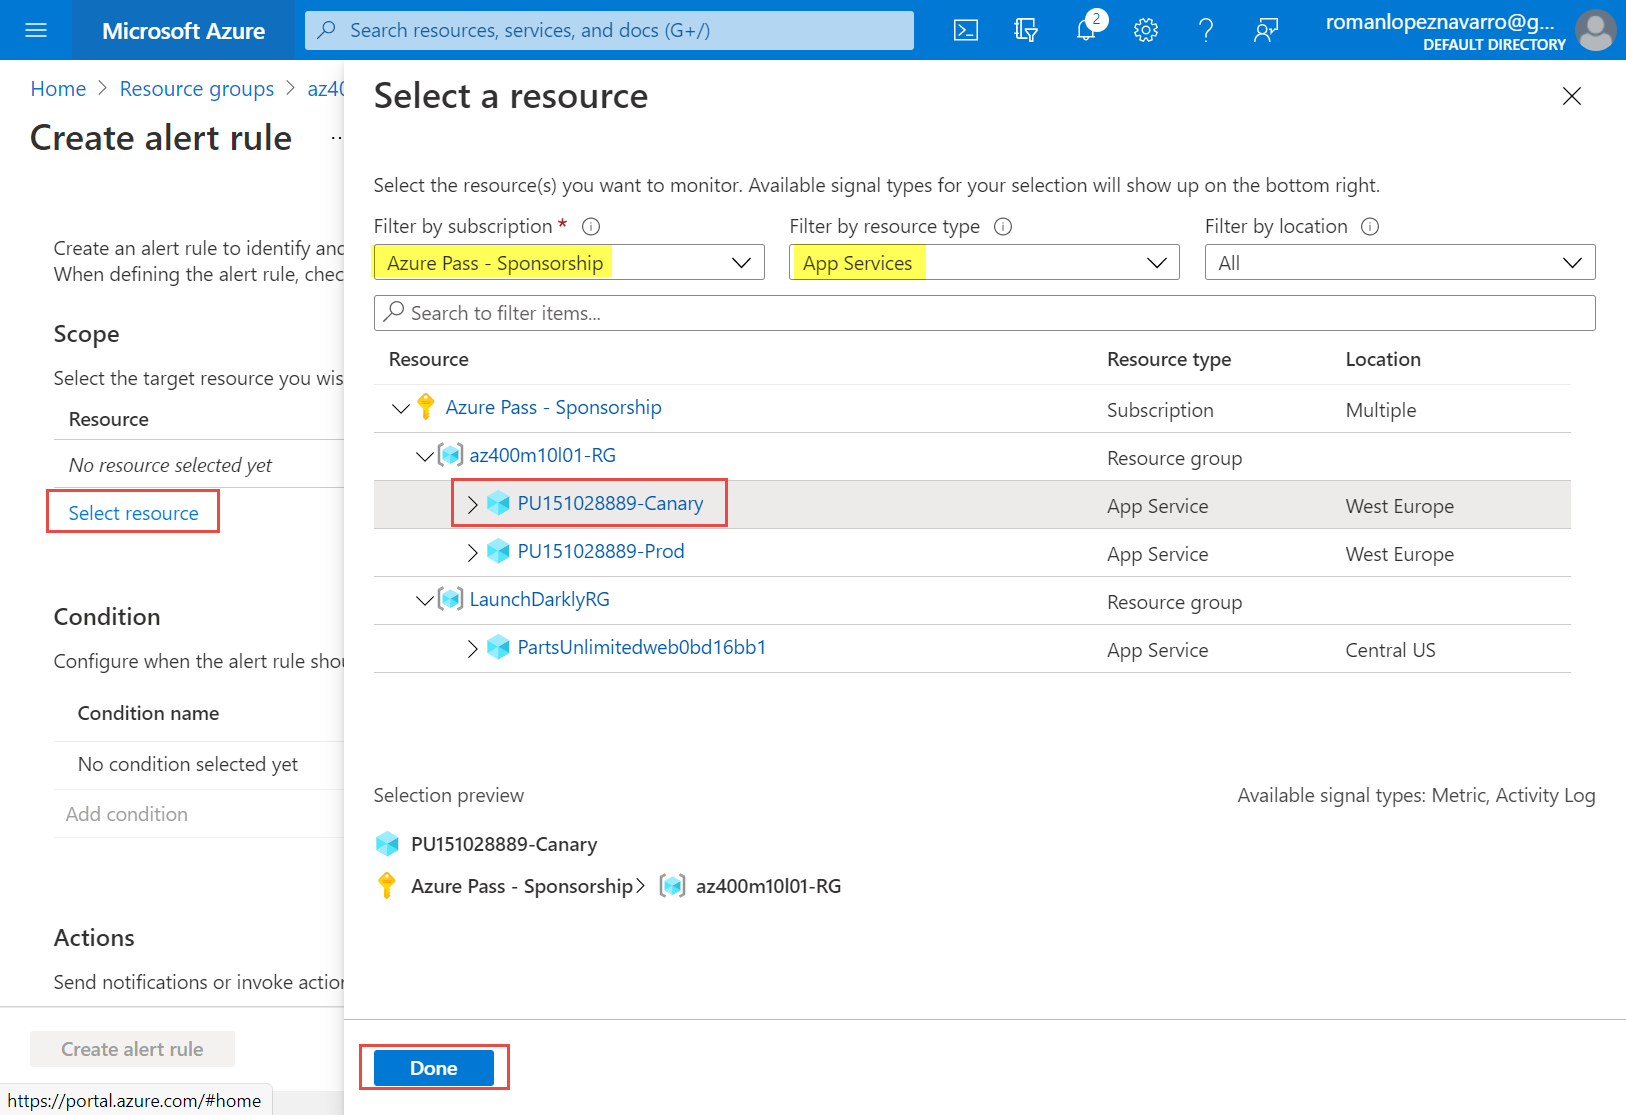 Microsoft Azure
Search resources, services, and docs (G+/)
2
romanlopeznavarro@g...
DEFAULT DIRECTORY
Home > Resource groups > az40
Create alert rule
Create an alert rule to identify and
When defining the alert rule, chec
Scope
Select the target resource you wis
Resource
No resource selected yet
Select resource
Condition
Configure when the alert rule shou
Condition name
No condition selected yet
Add condition
Actions
Send notifications or invoke action
Create alert rule
https://portal.azure.com/#home
Select a resource
Select the resource(s) you want to monitor. Available signal types for your selection will show up on the bottom right.
Filter by subscription * Filter by resource type Filter by location
Azure Pass - Sponsorship App Services All
Search to filter items...
Resource Resource type Location
Azure Pass - Sponsorship Subscription Multiple
az400m10l01-RG Resource group
PU151028889-Canary App Service West Europe
PU151028889-Prod App Service West Europe
LaunchDarklyRG Resource group
PartsUnlimitedweb0bd16bb1 App Service Central US
Selection preview Available signal types: Metric, Activity Log
PU151028889-Canary
Azure Pass - Sponsorship > az400m10l01-RG
Done